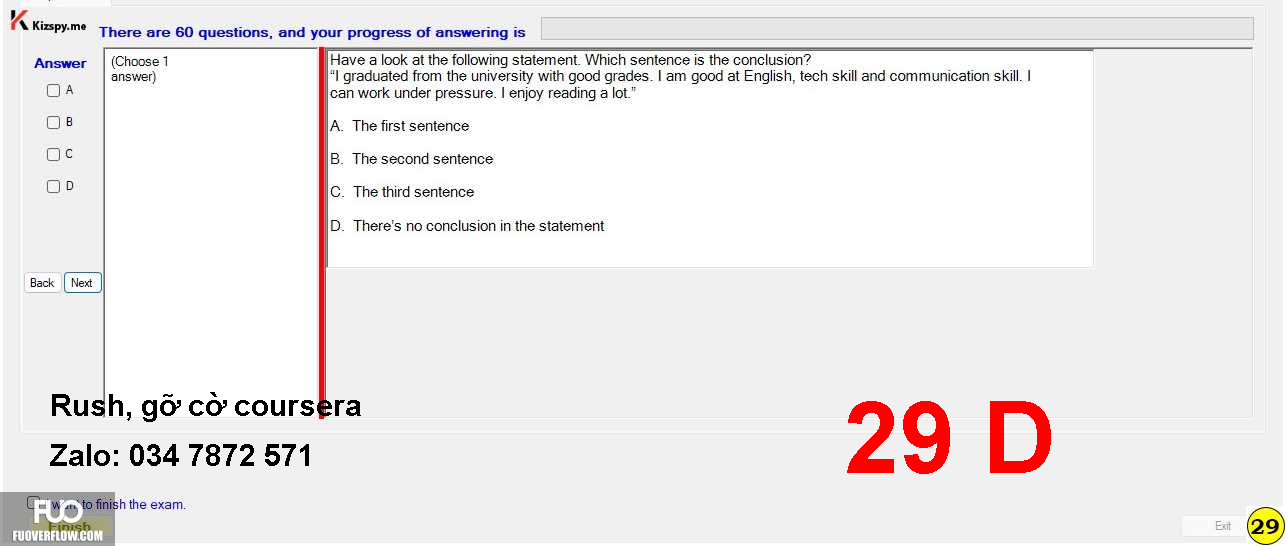 Kizspy.me
There are 60 questions, and your progress of answering is
Answer
A
B
C
D
Back
Next
(Choose 1
answer)
Have a look at the following statement. Which sentence is the conclusion?
“I graduated from the university with good grades. I am good at English, tech skill and communication skill. I
can work under pressure. I enjoy reading a lot.”
A. The first sentence
B. The second sentence
C. The third sentence
D. There’s no conclusion in the statement
Rush, gỡ cờ coursera
Zalo: 034 7872 571
29 D
I want to finish the exam.
FUO
Finish
FUOVERFLOW.COM
Exit
29